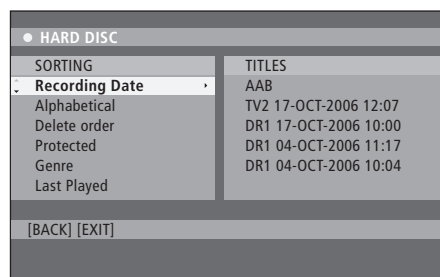 HARD DISC
SORTING
Recording Date
Alphabetical
Delete order
Protected
Genre
Last Played
TITLES
AAB
TV2 17-OCT-2006 12:07
DR1 17-OCT-2006 10:00
DR1 04-OCT-2006 11:17
DR1 04-OCT-2006 10:04
[BACK] [EXIT]